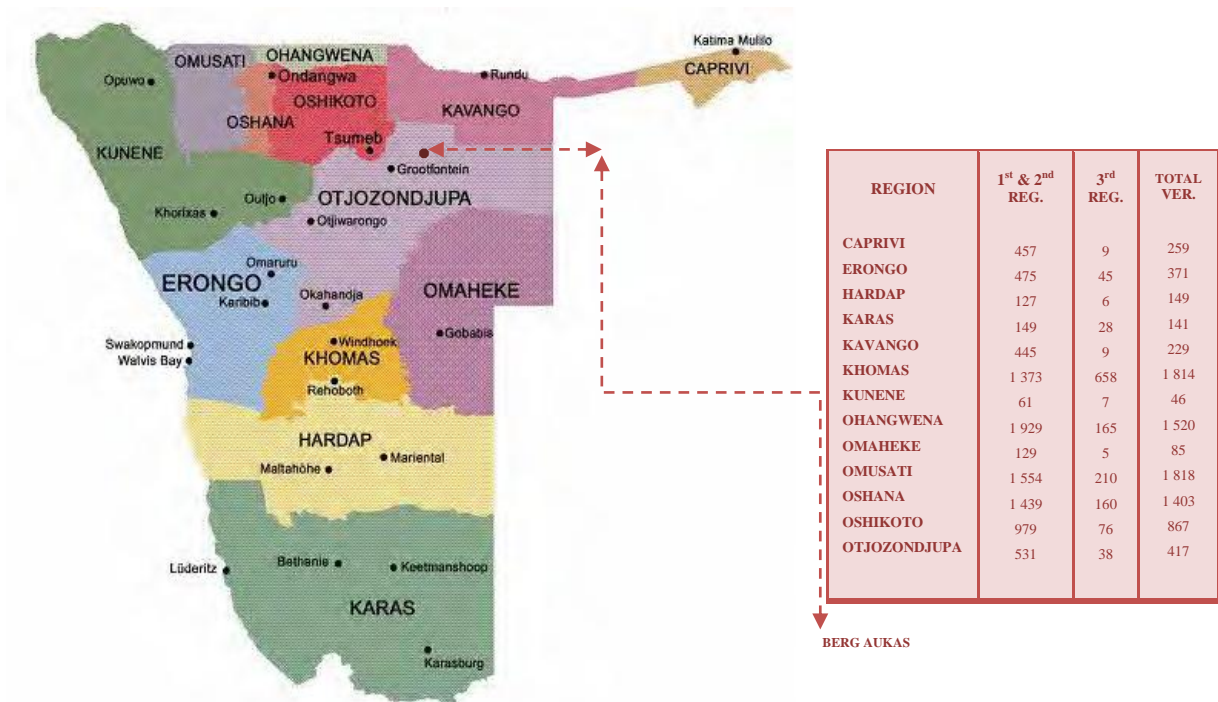 Katima Mulilo
CAPRIVI
OMUSATI
OHANGWENA
Opuwo
Ondangwa
Rundu
OSHIKOTO
KAVANGO
OSHANA
Tsumeb
KUNENE
Grootfontein
Outjo
OTJOZONDJUPA
Khorixas
Otjiwarongo
Omaruru
ERONGO
OMAHEKE
Karibib
Okahandja
Gobabis
Swakopmund
Windhoek
Walvis Bay
KHOMAS
Rehoboth
HARDAP
Mariental
Maltahöhe
Lüderitz
Bethanie
Keetmanshoop
KARAS
Karasburg
REGION 1st & 2nd REG. 3rd REG. TOTAL VER.
CAPRIVI 457 9 259
ERONGO 475 45 371
HARDAP 127 6 149
KARAS 149 28 141
KAVANGO 445 9 229
KHOMAS 1 373 658 1 814
KUNENE 61 7 46
OHANGWENA 1 929 165 1 520
OMAHEKE 129 5 85
OMUSATI 1 554 210 1 818
OSHANA 1 439 160 1 403
OSHIKOTO 979 76 867
OTJOZONDJUPA 531 38 417
BERG AUKAS